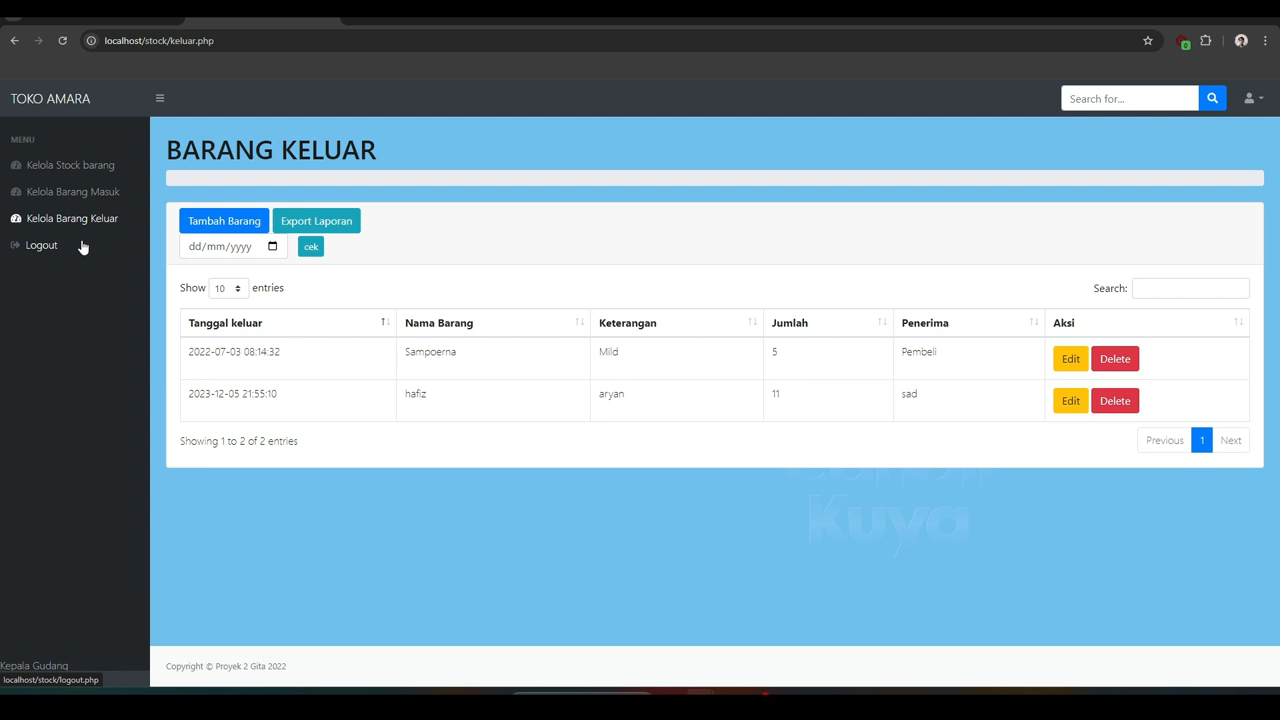 localhost/stock/keluar.php
TOKO AMARA
Search for...
MENU
Kelola Stock barang
Kelola Barang Masuk
Kelola Barang Keluar
Logout
BARANG KELUAR
Tambah Barang Export Laporan
dd/mm/yyyy cek
Show 10 entries Search:
Tanggal keluar Nama Barang Keterangan Jumlah Penerima Aksi
2022-07-03 08:14:32 Sampoerna Mild 5 Pembeli Edit Delete
2023-12-05 21:55:10 hafiz aryan 11 sad Edit Delete
Showing 1 to 2 of 2 entries Previous 1 Next
Kuya
Kepala Gudang
Copyright © Proyek 2 Gita 2022
localhost/stock/logout.php